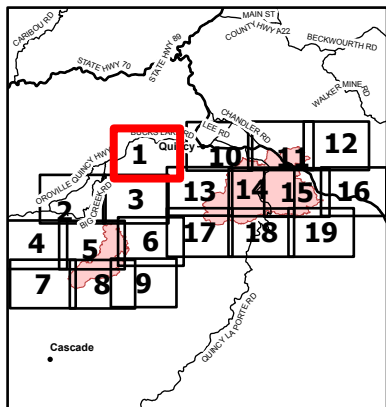 CARIBOU RD
STATE HWY 70
STATE HWY 89
MAIN ST
COUNTY HWY A22
BECKWOURTH RD
WALKER MINE RD
CHANDLER RD
LEE RD
BUCKS LAKE RD
Quincy
OROVILLE QUINCY HWY
BIG CREEK RD
1
10
11
12
2
3
13
14
15
16
4
5
6
17
18
19
7
8
9
QUINCY LA PORTE RD
Cascade